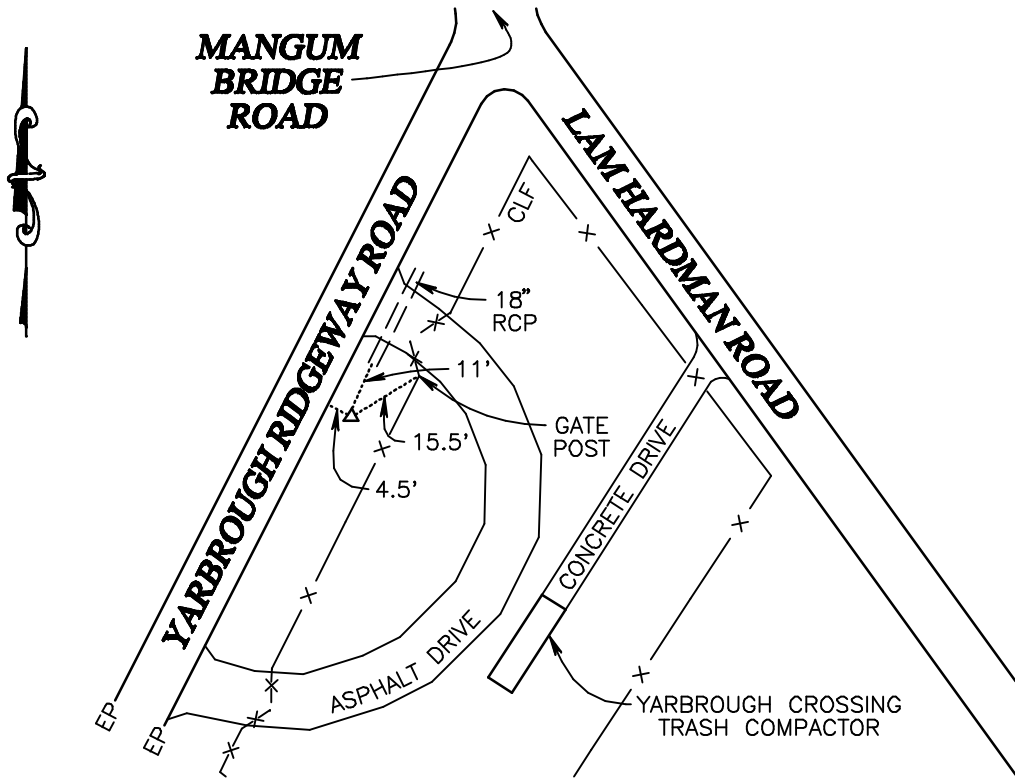 MANGUM
BRIDGE
ROAD
LAM HARDMAN ROAD
CLF
YARBROUGH RIDGEWAY ROAD
18"
RCP
11'
GATE
POST
15.5'
4.5'
CONCRETE DRIVE
ASPHALT DRIVE
YARBROUGH CROSSING
TRASH COMPACTOR
EP
EP